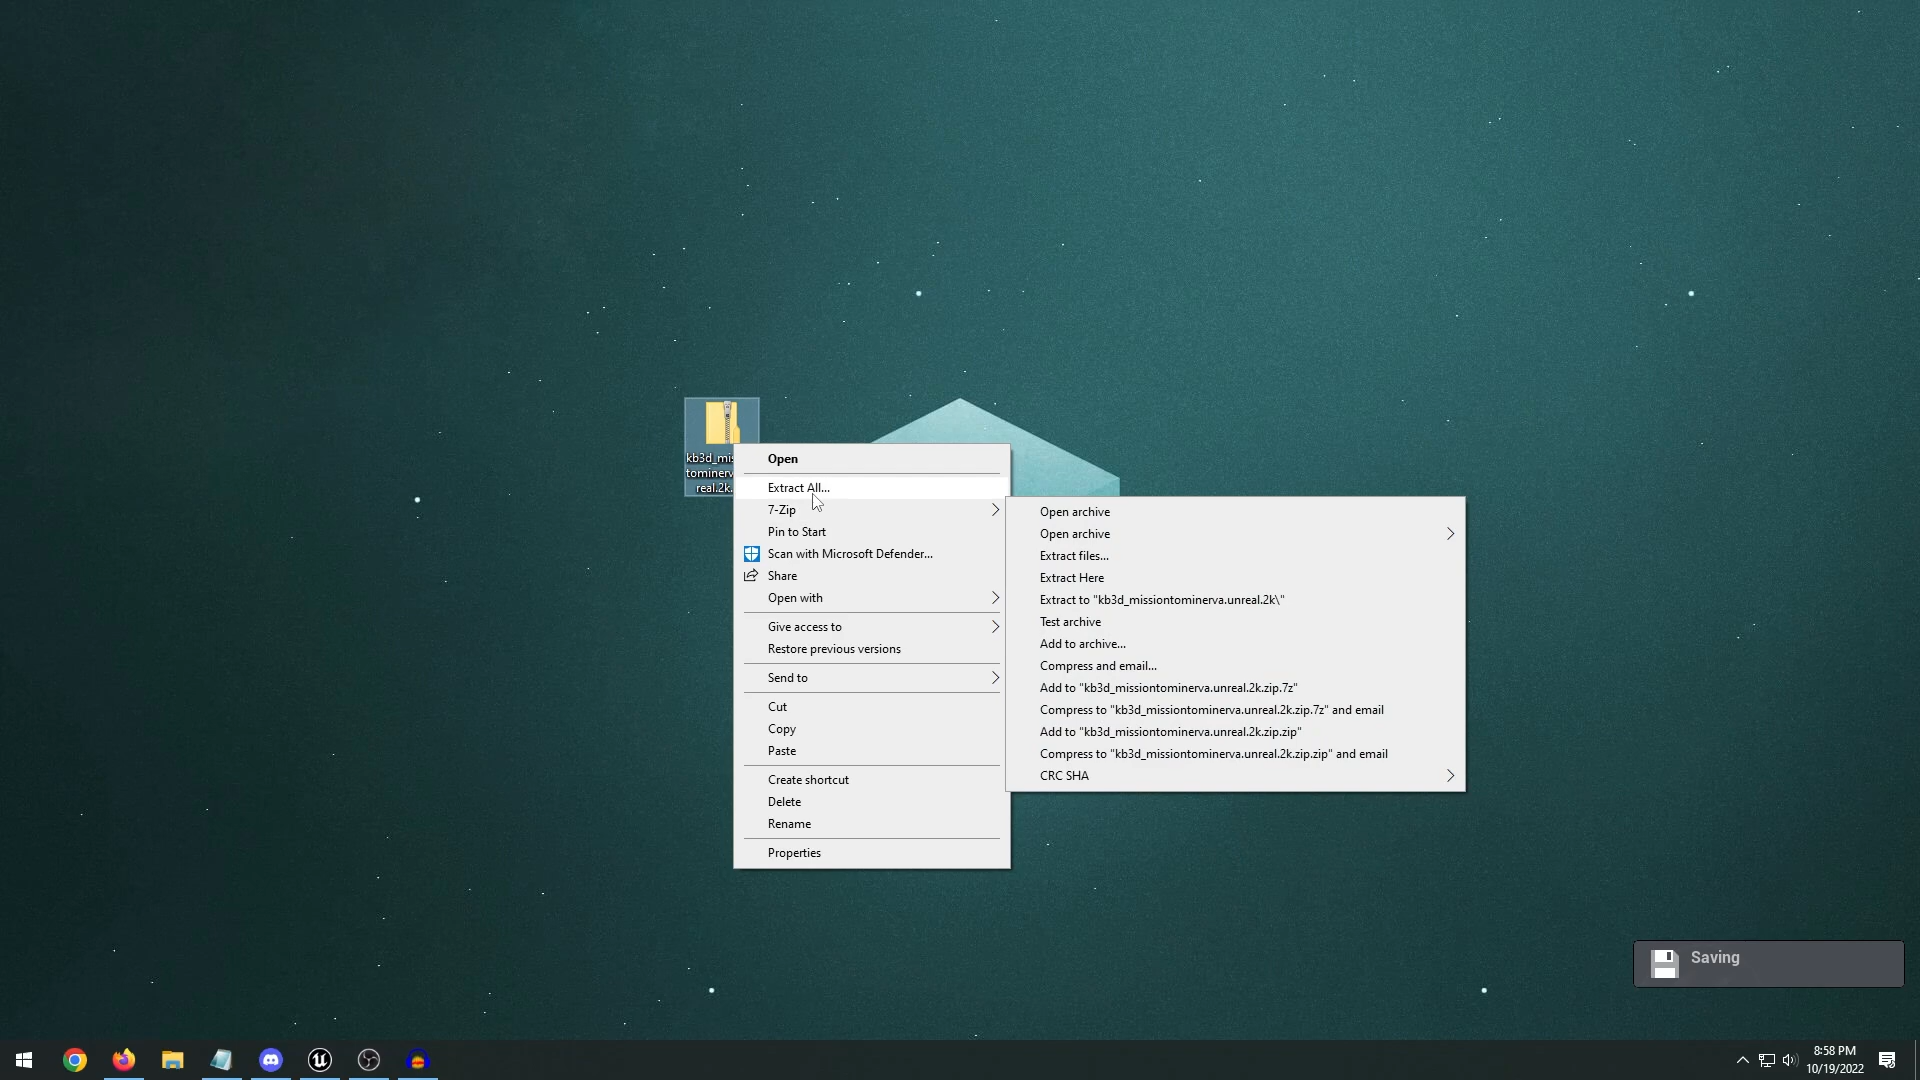 kb3d_mis
tominerv
real.2k.
Open
Extract All...
7-Zip
Pin to Start
Scan with Microsoft Defender...
Share
Open with
Give access to
Restore previous versions
Send to
Cut
Copy
Paste
Create shortcut
Delete
Rename
Properties
Open archive
Open archive
Extract files...
Extract Here
Extract to "kb3d_missiontominerva.unreal.2k\"
Test archive
Add to archive...
Compress and email...
Add to "kb3d_missiontominerva.unreal.2k.zip.7z"
Compress to "kb3d_missiontominerva.unreal.2k.zip.7z" and email
Add to "kb3d_missiontominerva.unreal.2k.zip.zip"
Compress to "kb3d_missiontominerva.unreal.2k.zip.zip" and email
CRC SHA
Saving
8:58 PM
10/19/2022